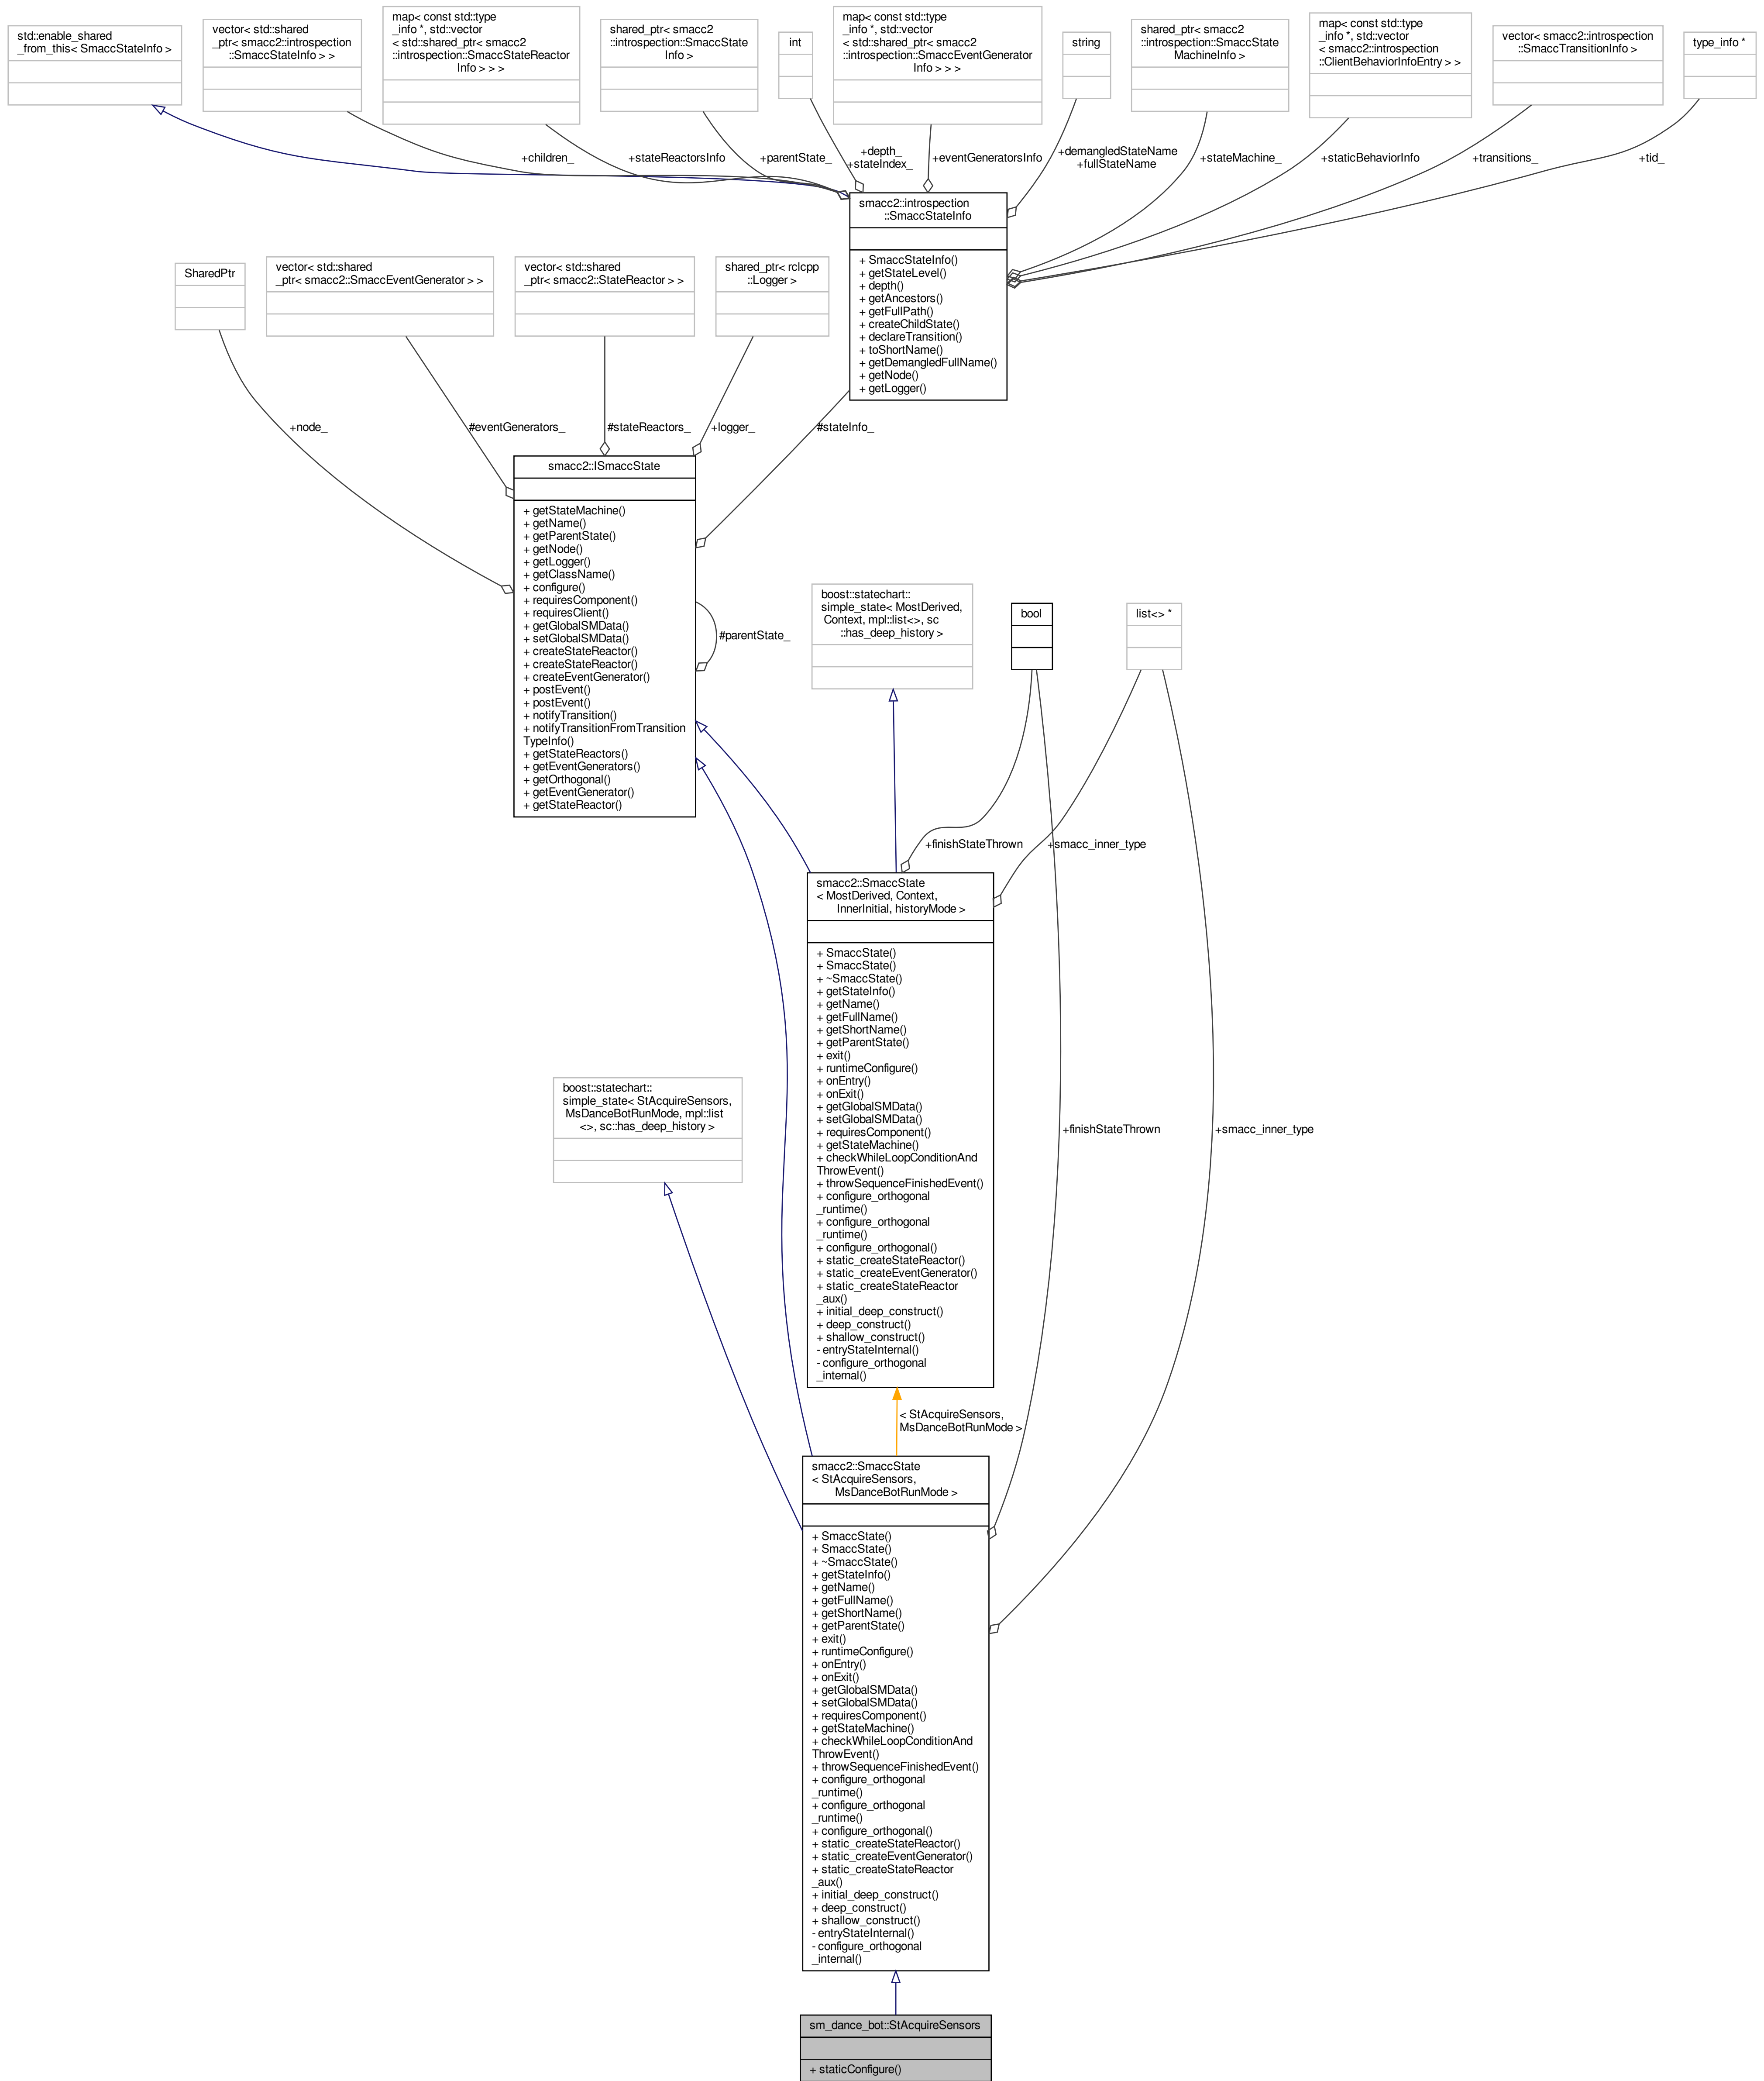 std::enable_shared
_from_this< SmaccStateInfo >
vector< std::shared
_ptr< smacc2::introspection
::SmaccStateInfo > >
map< const std::type
_info *, std::vector
< std::shared_ptr< smacc2
::introspection::SmaccStateReactor
Info > > >
shared_ptr< smacc2
::introspection::SmaccState
Info >
int
map< const std::type
_info *, std::vector
< std::shared_ptr< smacc2
::introspection::SmaccEventGenerator
Info > > >
string
shared_ptr< smacc2
::introspection::SmaccState
MachineInfo >
map< const std::type
_info *, std::vector
< smacc2::introspection
::ClientBehaviorInfoEntry > >
vector< smacc2::introspection
::SmaccTransitionInfo >
type_info *
+children_
+stateReactorsInfo
+parentState_
+depth_
+stateIndex_
+eventGeneratorsInfo
+demangledStateName
+fullStateName
+stateMachine_
+staticBehaviorInfo
+transitions_
+tid_
smacc2::introspection
::SmaccStateInfo
+ SmaccStateInfo()
+ getStateLevel()
+ depth()
+ getAncestors()
+ getFullPath()
+ createChildState()
+ declareTransition()
+ toShortName()
+ getDemangledFullName()
+ getNode()
+ getLogger()
SharedPtr
vector< std::shared
_ptr< smacc2::SmaccEventGenerator > >
vector< std::shared
_ptr< smacc2::StateReactor > >
shared_ptr< rclcpp
::Logger >
+node_
#eventGenerators_
#stateReactors_
+logger_
#stateInfo_
smacc2::ISmaccState
+ getStateMachine()
+ getName()
+ getParentState()
+ getNode()
+ getLogger()
+ getClassName()
+ configure()
+ requiresComponent()
+ requiresClient()
+ getGlobalSMData()
+ setGlobalSMData()
+ createStateReactor()
+ createStateReactor()
+ createEventGenerator()
+ postEvent()
+ postEvent()
+ notifyTransition()
+ notifyTransitionFromTransition
TypeInfo()
+ getStateReactors()
+ getEventGenerators()
+ getOrthogonal()
+ getEventGenerator()
+ getStateReactor()
#parentState_
boost::statechart::
simple_state< MostDerived,
Context, mpl::list<>, sc
::has_deep_history >
bool
list<> *
+finishStateThrown
+smacc_inner_type
smacc2::SmaccState
< MostDerived, Context,
InnerInitial, historyMode >
+ SmaccState()
+ SmaccState()
+ ~SmaccState()
+ getStateInfo()
+ getName()
+ getFullName()
+ getShortName()
+ getParentState()
+ exit()
+ runtimeConfigure()
+ onEntry()
+ onExit()
+ getGlobalSMData()
+ setGlobalSMData()
+ requiresComponent()
+ getStateMachine()
+ checkWhileLoopConditionAnd
ThrowEvent()
+ throwSequenceFinishedEvent()
+ configure_orthogonal
_runtime()
+ configure_orthogonal
_runtime()
+ configure_orthogonal()
+ static_createStateReactor()
+ static_createEventGenerator()
+ static_createStateReactor
_aux()
+ initial_deep_construct()
+ deep_construct()
+ shallow_construct()
- entryStateInternal()
- configure_orthogonal
_internal()
boost::statechart::
simple_state< StAcquireSensors,
MsDanceBotRunMode, mpl::list
<>, sc::has_deep_history >
+finishStateThrown
+smacc_inner_type
< StAcquireSensors,
MsDanceBotRunMode >
smacc2::SmaccState
< StAcquireSensors,
MsDanceBotRunMode >
+ SmaccState()
+ SmaccState()
+ ~SmaccState()
+ getStateInfo()
+ getName()
+ getFullName()
+ getShortName()
+ getParentState()
+ exit()
+ runtimeConfigure()
+ onEntry()
+ onExit()
+ getGlobalSMData()
+ setGlobalSMData()
+ requiresComponent()
+ getStateMachine()
+ checkWhileLoopConditionAnd
ThrowEvent()
+ throwSequenceFinishedEvent()
+ configure_orthogonal
_runtime()
+ configure_orthogonal
_runtime()
+ configure_orthogonal()
+ static_createStateReactor()
+ static_createEventGenerator()
+ static_createStateReactor
_aux()
+ initial_deep_construct()
+ deep_construct()
+ shallow_construct()
- entryStateInternal()
- configure_orthogonal
_internal()
sm_dance_bot::StAcquireSensors
+ staticConfigure()